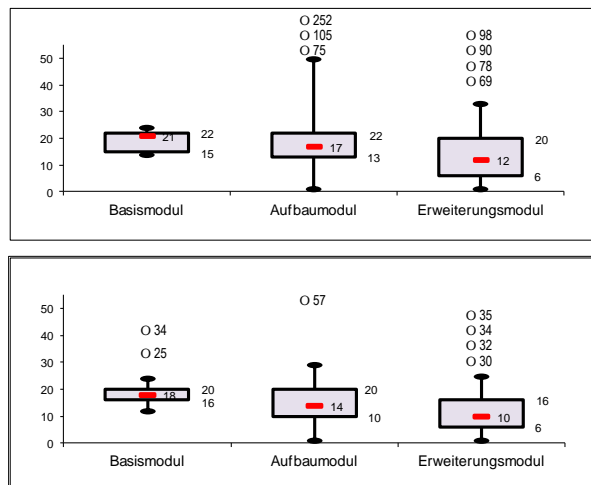 O 252
O 105
O 75
O 98
O 90
O 78
O 69
50
40
30
20
10
0
21
22
15
17
22
13
12
20
6
Basismodul Aufbaumodul Erweiterungsmodul
O 34
O 25
O 57
O 35
O 34
O 32
O 30
50
40
30
20
10
0
18
20
16
14
20
10
10
16
6
Basismodul Aufbaumodul Erweiterungsmodul